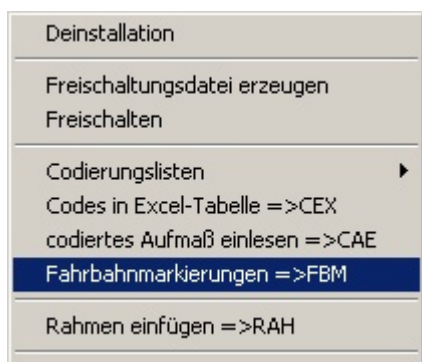 Deinstallation
Freischaltungsdatei erzeugen
Freischalten
Codierungslisten
Codes in Excel-Tabelle =>CEX
codiertes Aufmaß einlesen =>CAE
Fahrbahnmarkierungen =>FBM
Rahmen einfügen =>RAH